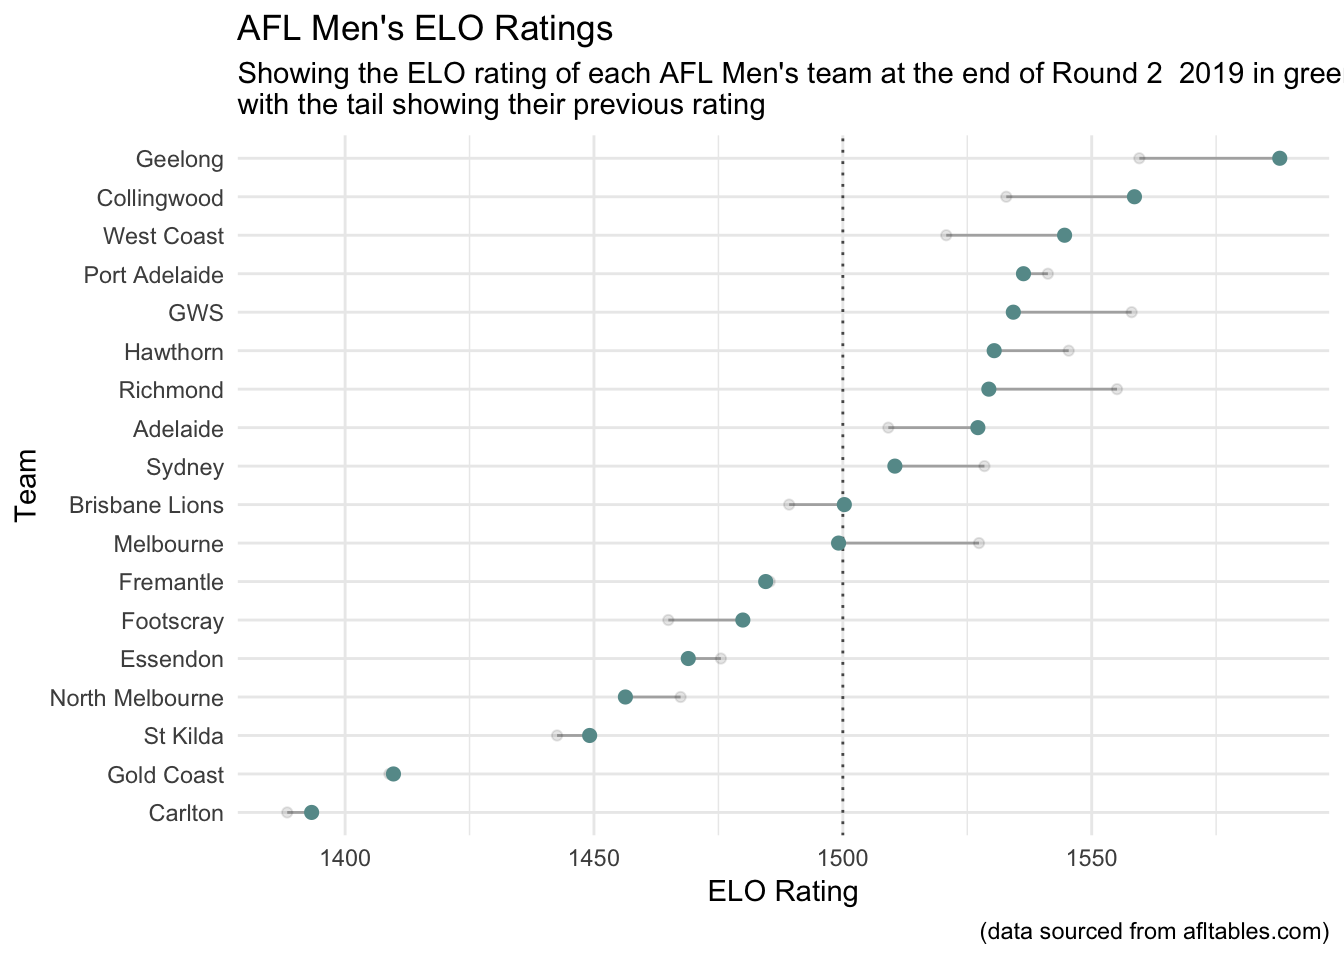 AFL Men's ELO Ratings
Showing the ELO rating of each AFL Men's team at the end of Round 2  2019 in gree
with the tail showing their previous rating
Geelong
Collingwood
West Coast
Port Adelaide
GWS
Hawthorn
Richmond
Adelaide
Sydney
Brisbane Lions
Melbourne
Fremantle
Footscray
Essendon
North Melbourne
St Kilda
Gold Coast
Carlton
Team
1400 1450 1500 1550
ELO Rating
(data sourced from afltables.com)